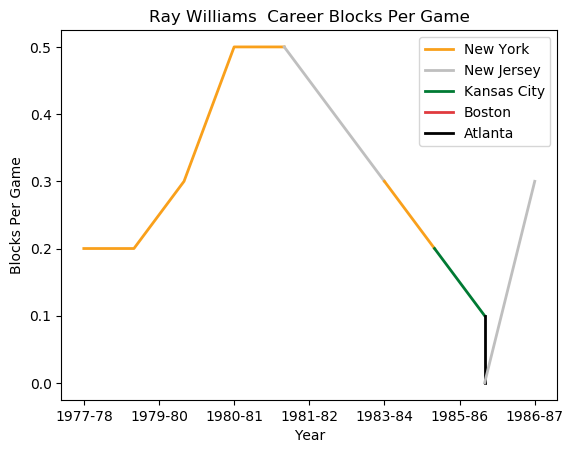 Ray Williams  Career Blocks Per Game
New York
New Jersey
Kansas City
Boston
Atlanta
0.5
0.4
0.3
0.2
0.1
0.0
Blocks Per Game
1977-78 1979-80 1980-81 1981-82 1983-84 1985-86 1986-87
Year